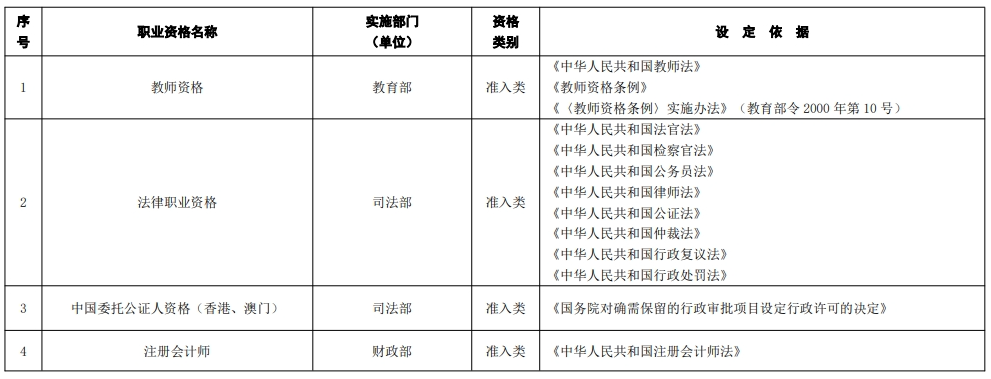 序号 职业资格名称 实施部门（单位） 资格类别 设 定 依 据
1 教师资格 教育部 准入类 《中华人民共和国教师法》
《教师资格条例》
《〈教师资格条例〉实施办法》（教育部令 2000 年第 10 号）
2 法律职业资格 司法部 准入类 《中华人民共和国法官法》
《中华人民共和国检察官法》
《中华人民共和国公务员法》
《中华人民共和国律师法》
《中华人民共和国公证法》
《中华人民共和国仲裁法》
《中华人民共和国行政复议法》
《中华人民共和国行政处罚法》
3 中国委托公证人资格（香港、澳门） 司法部 准入类 《国务院对确需保留的行政审批项目设定行政许可的决定》
4 注册会计师 财政部 准入类 《中华人民共和国注册会计师法》